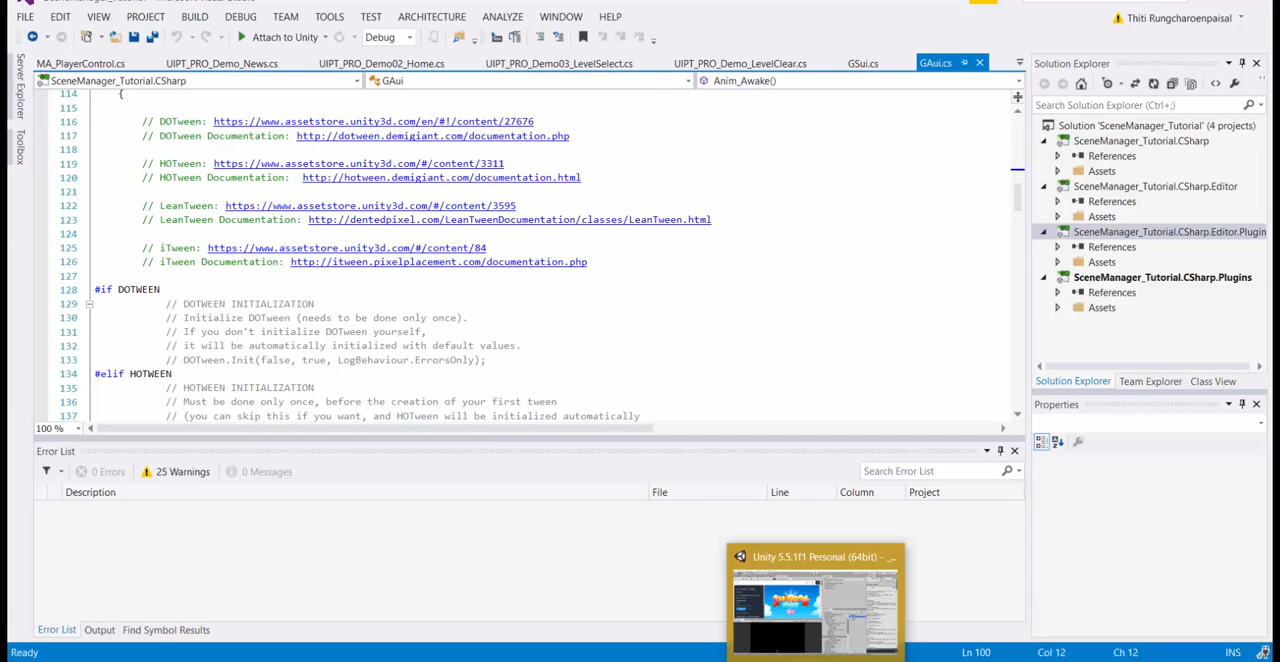 FILE EDIT VIEW PROJECT BUILD DEBUG TEAM TOOLS TEST ARCHITECTURE ANALYZE WINDOW HELP
Thiti Rungcharoenpaisal
Attach to Unity Debug
MA_PlayerControl.cs UIPT_PRO_Demo_News.cs UIPT_PRO_Demo02_Home.cs UIPT_PRO_Demo03_LevelSelect.cs UIPT_PRO_Demo_LevelClear.cs GSui.cs GAui.cs
SceneManager_Tutorial.CSharp GAui Anim_Awake()
Server Explorer
Toolbox
114 {
115
116 // DOTween: https://www.assetstore.unity3d.com/en/#!/content/27676
117 // DOTween Documentation: http://dotween.demigiant.com/documentation.php
118
119 // HOTween: https://www.assetstore.unity3d.com/#/content/3311
120 // HOTween Documentation:  http://hotween.demigiant.com/documentation.html
121
122 // LeanTween: https://www.assetstore.unity3d.com/#/content/3595
123 // LeanTween Documentation: http://dentedpixel.com/LeanTweenDocumentation/classes/LeanTween.html
124
125 // iTween: https://www.assetstore.unity3d.com/#/content/84
126 // iTween Documentation: http://itween.pixelplacement.com/documentation.php
127
128 #if DOTWEEN
129 // DOTWEEN INITIALIZATION
130 // Initialize DOTween (needs to be done only once).
131 // If you don't initialize DOTween yourself,
132 // it will be automatically initialized with default values.
133 // DOTween.Init(false, true, LogBehaviour.ErrorsOnly);
134 #elif HOTWEEN
135 // HOTWEEN INITIALIZATION
136 // Must be done only once, before the creation of your first tween
137 // (you can skip this if you want, and HOTween will be initialized automatically
100 %
Solution Explorer
Search Solution Explorer (Ctrl+;)
Solution 'SceneManager_Tutorial' (4 projects)
SceneManager_Tutorial.CSharp
References
Assets
SceneManager_Tutorial.CSharp.Editor
References
Assets
SceneManager_Tutorial.CSharp.Editor.Plugin
References
Assets
SceneManager_Tutorial.CSharp.Plugins
References
Assets
Solution Explorer Team Explorer Class View
Properties
Error List
0 Errors 25 Warnings 0 Messages Search Error List
Description File Line Column Project
Unity 5.5.1f1 Personal (64bit) - _...
Error List Output Find Symbol Results
Ready Ln 100 Col 12 Ch 12 INS